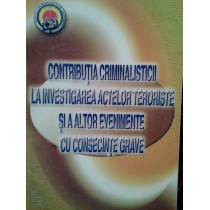 CONTRIBUȚIA CRIMINALISTICII
LA INVESTIGAREA ACTELOR TERORISTE
ȘI A ALTOR EVENIMENTE
CU CONSECINȚE GRAVE